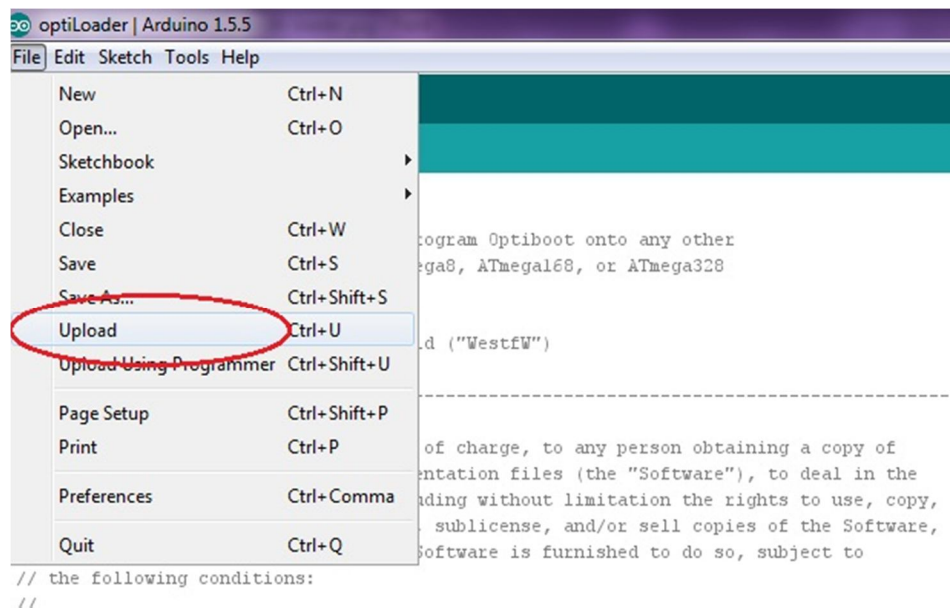 optiLoader | Arduino 1.5.5
File Edit Sketch Tools Help
New Ctrl+N
Open... Ctrl+O
Sketchbook
Examples
Close Ctrl+W
Save Ctrl+S
Save As... Ctrl+Shift+S
Upload Ctrl+U
Upload Using Programmer Ctrl+Shift+U
Page Setup Ctrl+Shift+P
Print Ctrl+P
Preferences Ctrl+Comma
Quit Ctrl+Q
rogram Optiboot onto any other
ega8, ATmega168, or ATmega328
ld ("WestfW")
of charge, to any person obtaining a copy of
entation files (the "Software"), to deal in the
uding without limitation the rights to use, copy,
, sublicense, and/or sell copies of the Software,
Software is furnished to do so, subject to
// the following conditions:
//